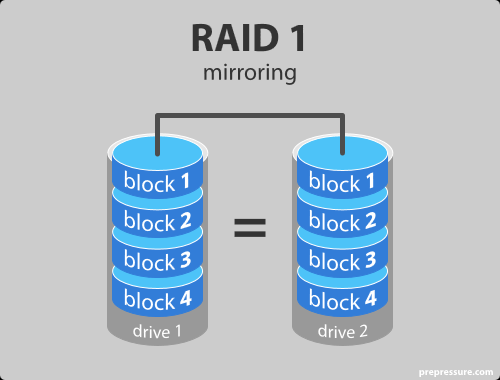 RAID 1
mirroring
block 1
block 2
block 3
block 4
drive 1
=
block 1
block 2
block 3
block 4
drive 2
prepressure.com